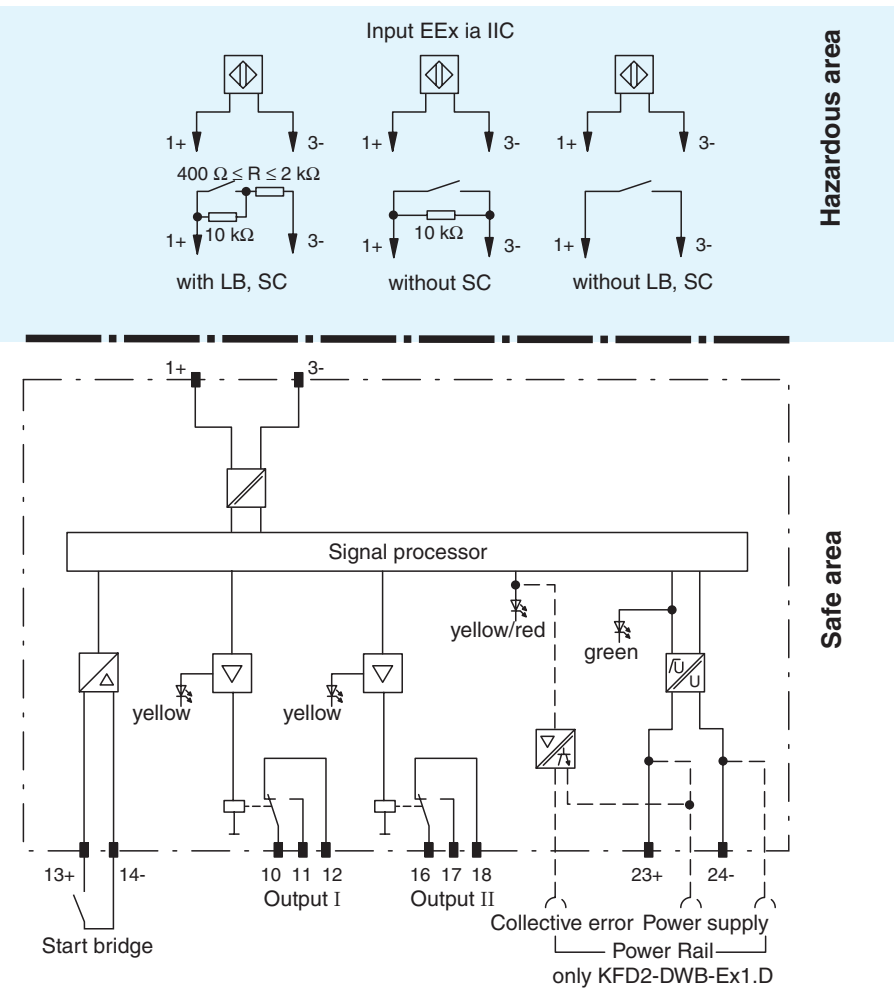 Input EEx ia IIC
Hazardous area
1+ 3- 1+ 3- 1+ 3-
400 Ω ≤ R ≤ 2 kΩ
10 kΩ 10 kΩ
1+ 3- 1+ 3- 1+ 3-
with LB, SC without SC without LB, SC
1+ 3-
Safe area
Signal processor
yellow/red
green
U U
yellow yellow
13+ 14- 10 11 12 16 17 18 23+ 24-
Output I Output II
Collective error Power supply
Start bridge
Power Rail
only KFD2-DWB-Ex1.D